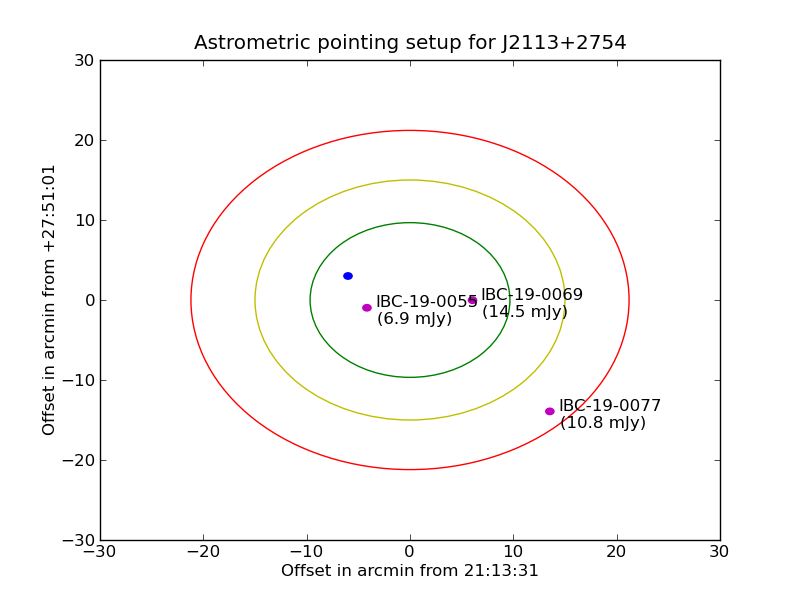 Astrometric pointing setup for J2113+2754
30
20
10
0
−10
−20
−30
Offset in arcmin from +27:51:01
IBC-19-0055
(6.9 mJy)
IBC-19-0069
(14.5 mJy)
IBC-19-0077
(10.8 mJy)
−30
−20
−10
0
10
20
30
Offset in arcmin from 21:13:31